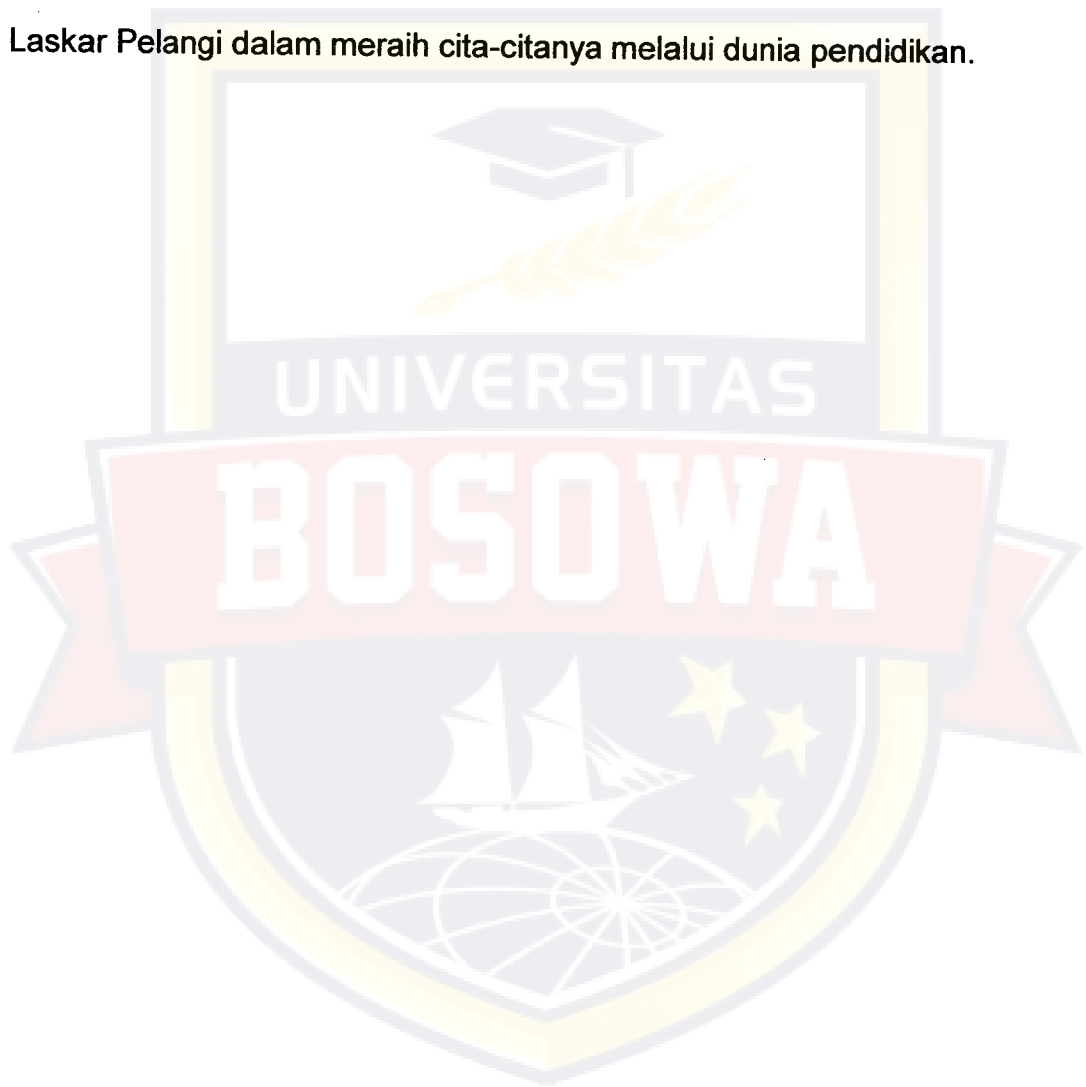 Laskar Pelangi dalam meraih cita-citanya melalui dunia pendidikan.
UNIVERSITAS
BOSOWA